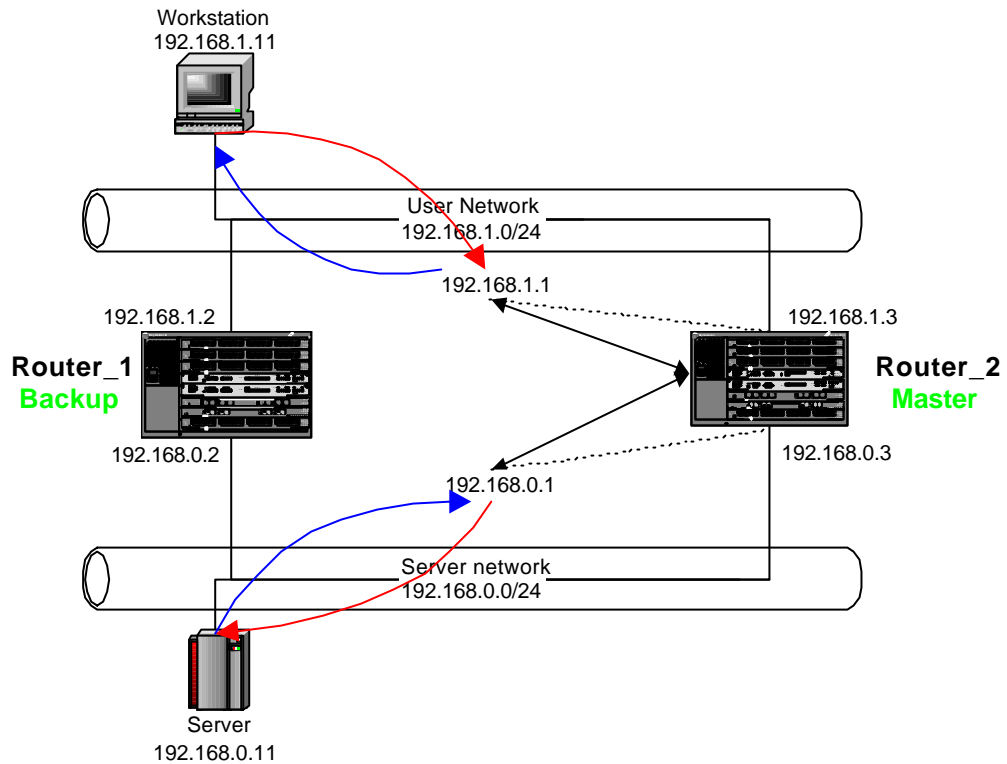 Workstation
192.168.1.11
User Network
192.168.1.0/24
192.168.1.1
192.168.1.2
192.168.1.3
Router_1
Backup
Router_2
Master
192.168.0.2
192.168.0.3
192.168.0.1
Server network
192.168.0.0/24
Server
192.168.0.11